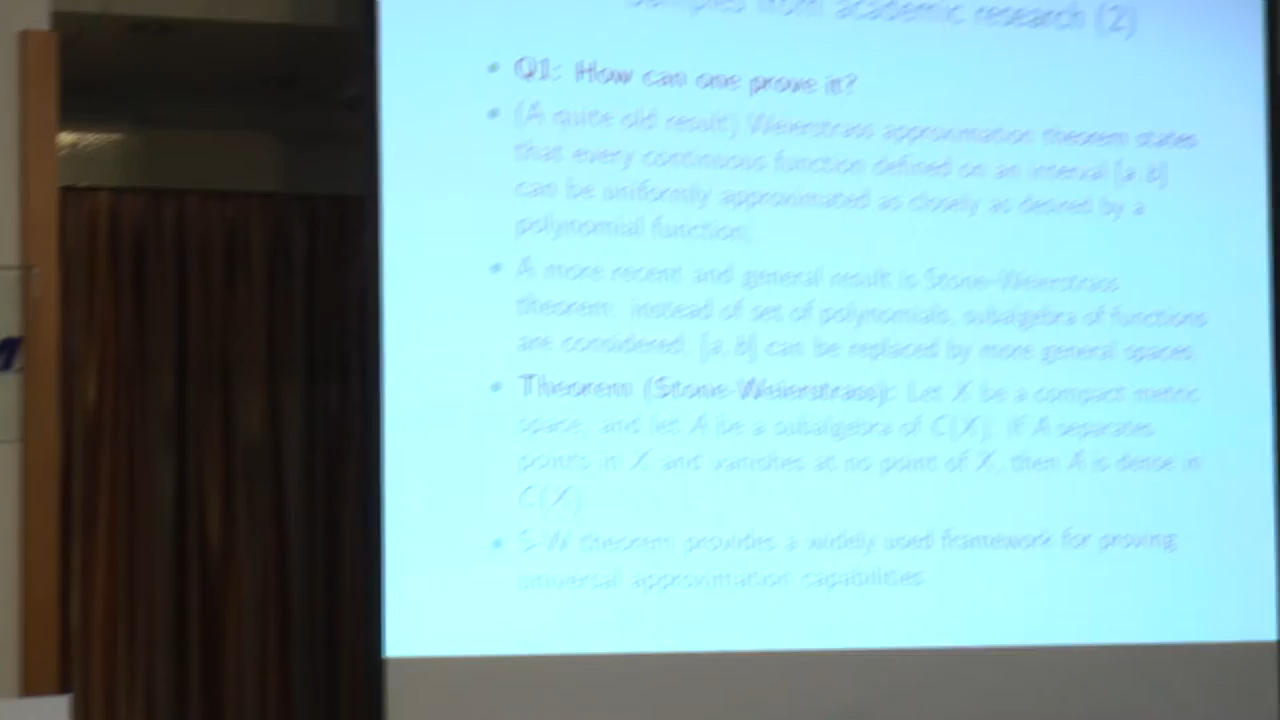 Samples from academic research (2)
• Q1: How can one prove it?
• (A quite old result) Weierstrass approximation theorem states
that every continuous function defined on an interval [a, b]
can be uniformly approximated as closely as desired by a
polynomial function.
• A more recent and general result is Stone-Weierstrass
theorem: instead of set of polynomials, subalgebra of functions
are considered, [a, b] can be replaced by more general spaces.
• Theorem (Stone-Weierstrass): Let X be a compact metric
space, and let A be a subalgebra of C(X). If A separates
points in X and vanishes at no point of X, then A is dense in
C(X)
• S-W theorem provides a widely used framework for proving
universal approximation capabilities